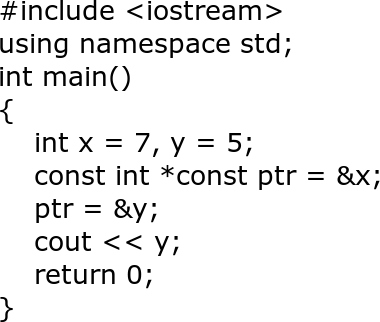 #include <iostream>
using namespace std;
int main()
{
    int x = 7, y = 5;
    const int *const ptr = &x;
    ptr = &y;
    cout << y;
    return 0;
}